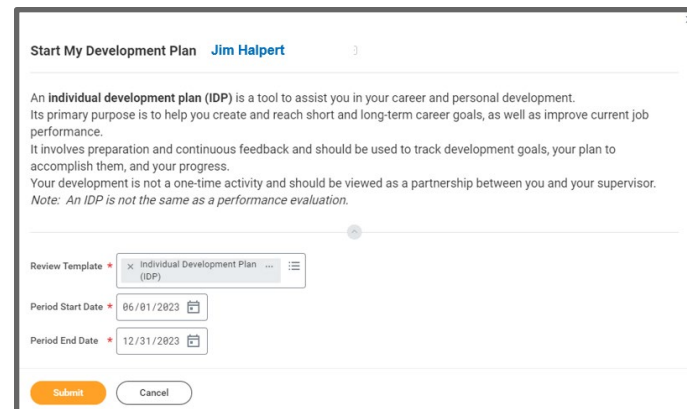 Start My Development Plan Jim Halpert
An individual development plan (IDP) is a tool to assist you in your career and personal development.
Its primary purpose is to help you create and reach short and long-term career goals, as well as improve current job
performance.
It involves preparation and continuous feedback and should be used to track development goals, your plan to
accomplish them, and your progress.
Your development is not a one-time activity and should be viewed as a partnership between you and your supervisor.
Note: An IDP is not the same as a performance evaluation.
Review Template * × Individual Development Plan ...
(IDP)
Period Start Date * 06/01/2023
Period End Date * 12/31/2023
Submit Cancel